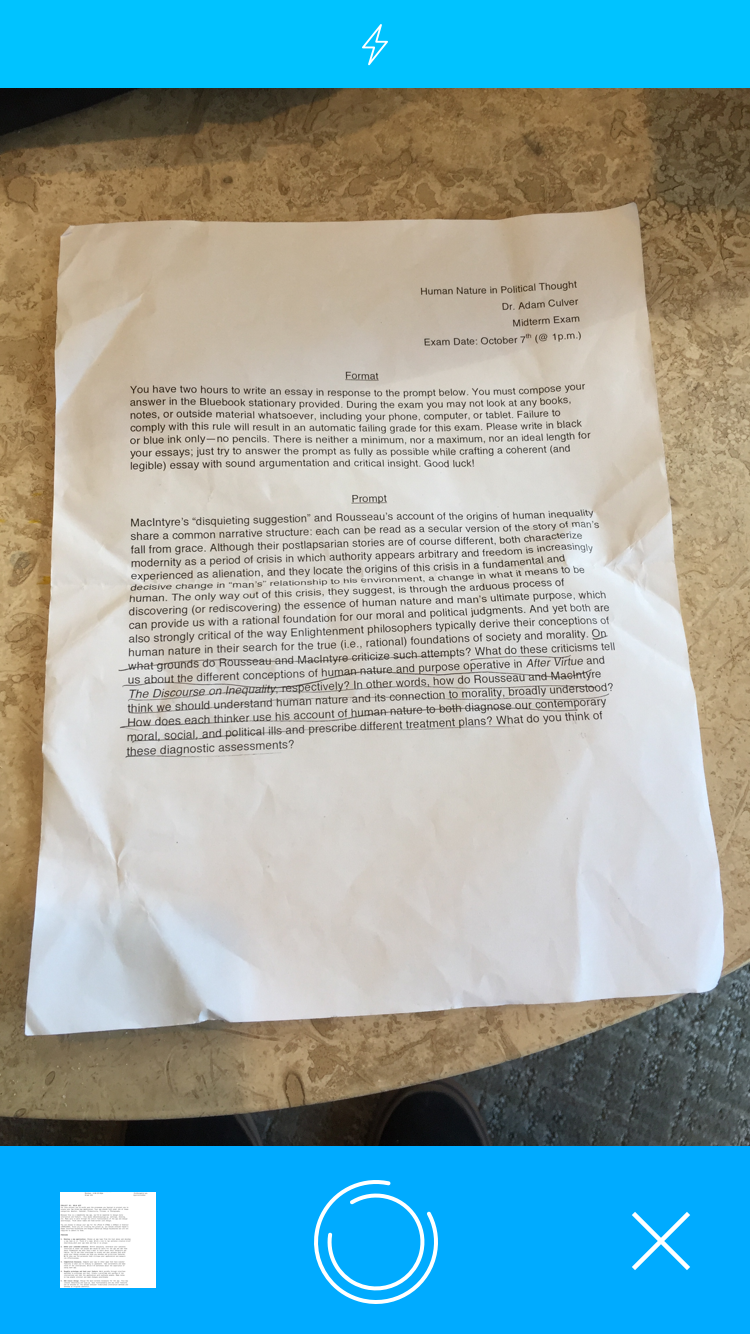 Human Nature in Political Thought
Dr. Adam Culver
Midterm Exam
Exam Date: October 7th (@ 1p.m.)
Format
You have two hours to write an essay in response to the prompt below. You must compose your
answer in the Bluebook stationary provided. During the exam you may not look at any books,
notes, or outside material whatsoever, including your phone, computer, or tablet. Failure to
comply with this rule will result in an automatic failing grade for this exam. Please write in black
or blue ink only—no pencils. There is neither a minimum, nor a maximum, nor an ideal length for
your essays; just try to answer the prompt as fully as possible while crafting a coherent (and
legible) essay with sound argumentation and critical insight. Good luck!
Prompt
MacIntyre's “disquieting suggestion” and Rousseau's account of the origins of human inequality
share a common narrative structure: each can be read as a secular version of the story of man's
fall from grace. Although their postlapsarian stories are of course different, both characterize
modernity as a period of crisis in which authority appears arbitrary and freedom is increasingly
experienced as alienation, and they locate the origins of this crisis in a fundamental and
decisive change in “man's” relationship to his environment, a change in what it means to be
human. The only way out of this crisis, they suggest, is through the arduous process of
discovering (or rediscovering) the essence of human nature and man's ultimate purpose, which
can provide us with a rational foundation for our moral and political judgments. And yet both are
also strongly critical of the way Enlightenment philosophers typically derive their conceptions of
human nature in their search for the true (i.e., rational) foundations of society and morality. On
what grounds do Rousseau and MacIntyre criticize such attempts? What do these criticisms tell
us about the different conceptions of human nature and purpose operative in After Virtue and
The Discourse on Inequality, respectively? In other words, how do Rousseau and MacIntyre
think we should understand human nature and its connection to morality, broadly understood?
How does each thinker use his account of human nature to both diagnose our contemporary
moral, social, and political ills and prescribe different treatment plans? What do you think of
these diagnostic assessments?